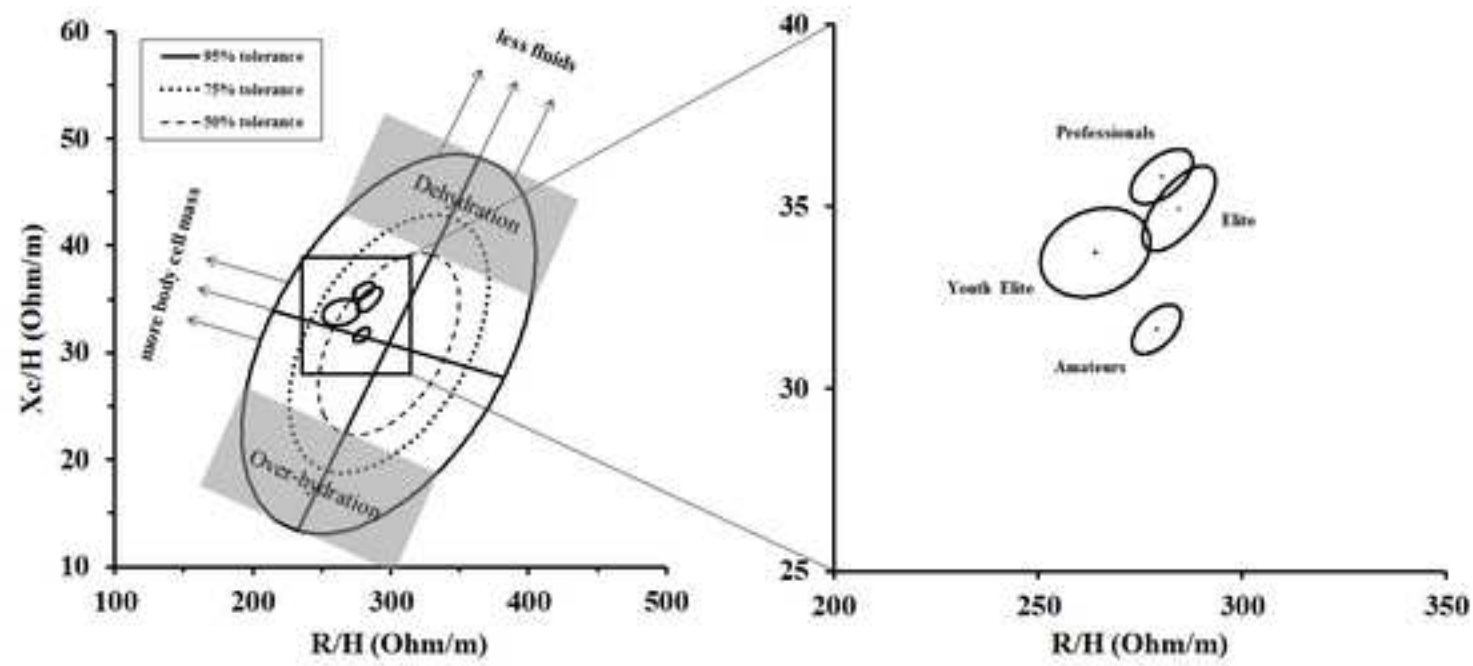 60
50
40
30
20
10
Xc/H (Ohm/m)
95% tolerance
75% tolerance
50% tolerance
less fluids
more body cell mass
Dehydration
Over-hydration
100
200
300
400
500
R/H (Ohm/m)
40
35
30
25
Professionals
Elite
Youth Elite
Amateurs
200
250
300
350
R/H (Ohm/m)